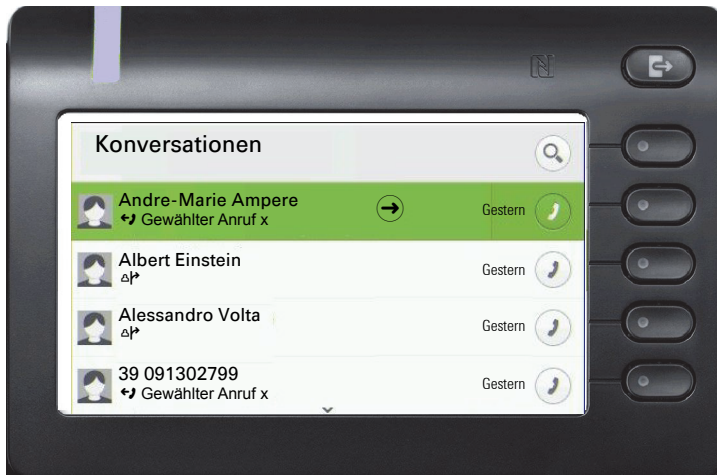 Konversationen
Andre-Marie Ampere
Gewählter Anruf x
Gestern
Albert Einstein
Gestern
Alessandro Volta
Gestern
39 091302799
Gewählter Anruf x
Gestern